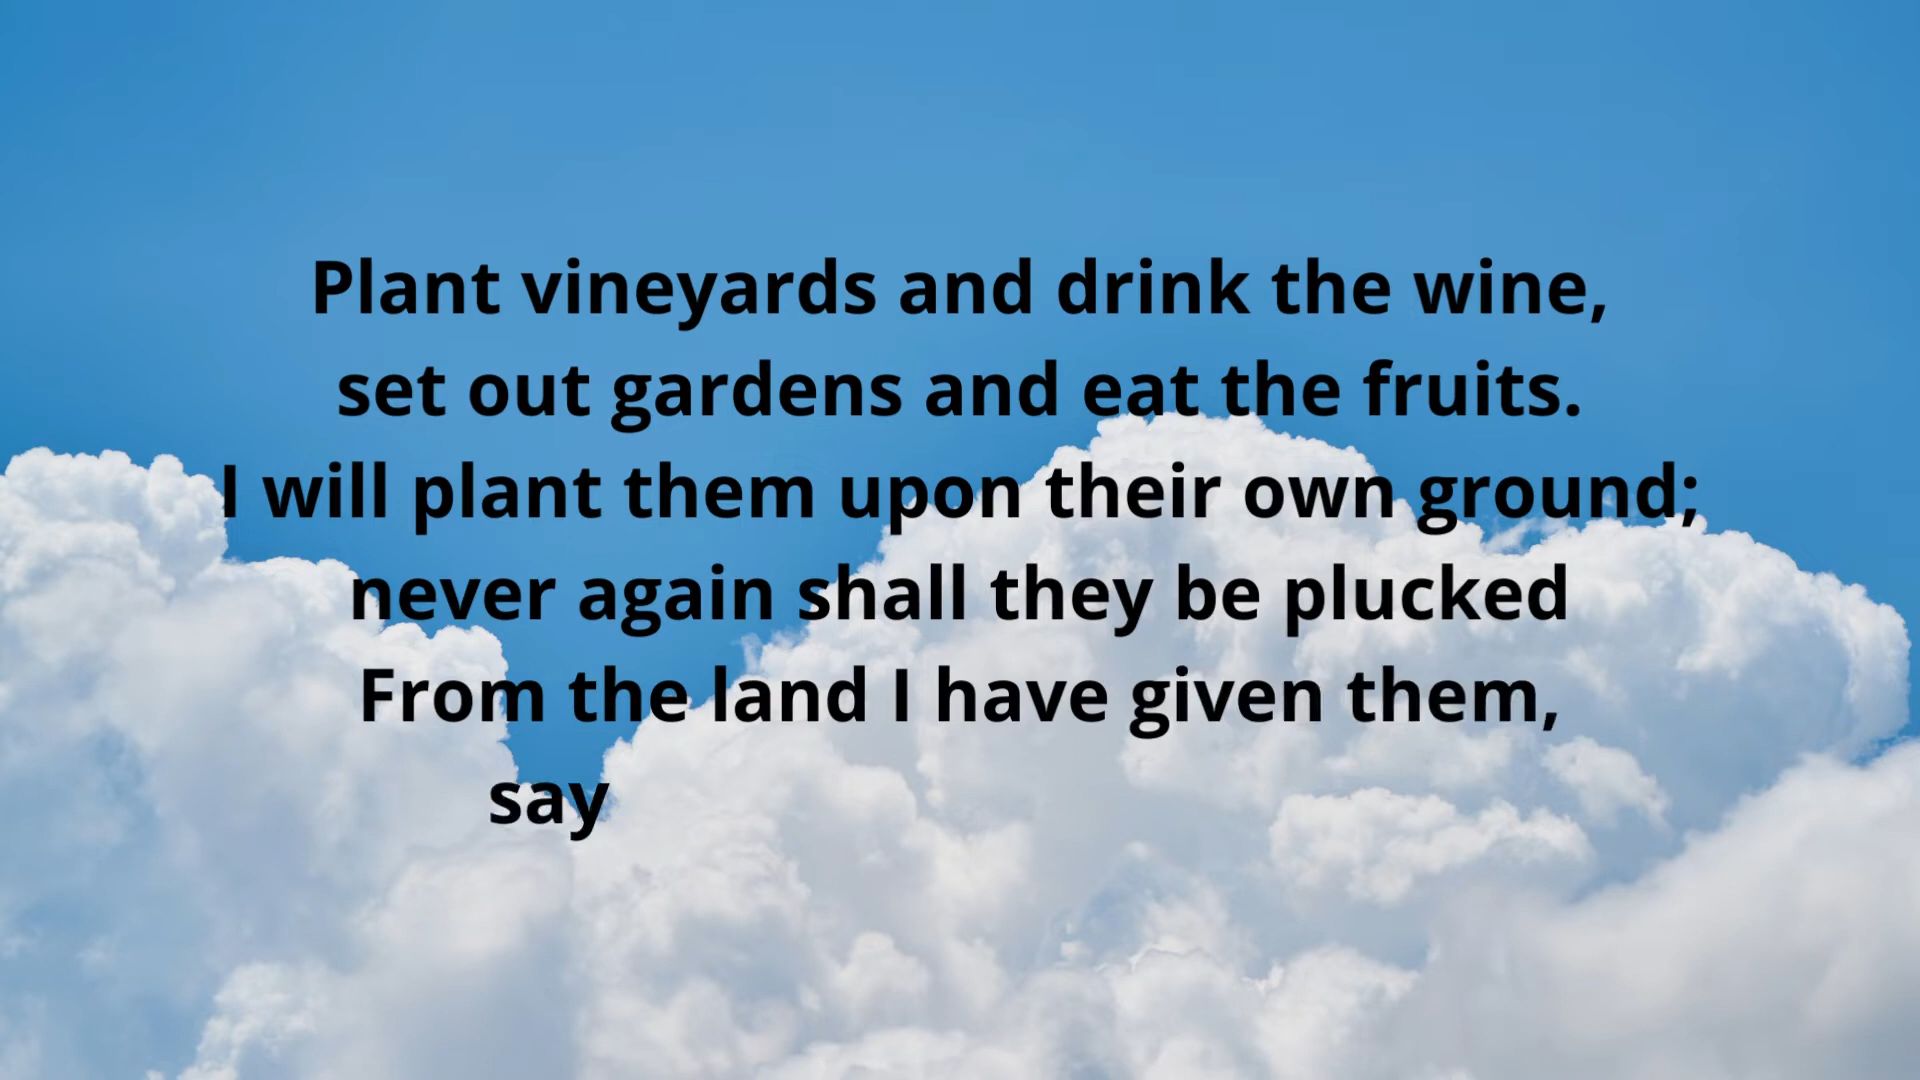 Plant vineyards and drink the wine,
set out gardens and eat the fruits.
I will plant them upon their own ground;
never again shall they be plucked
From the land I have given them,
say